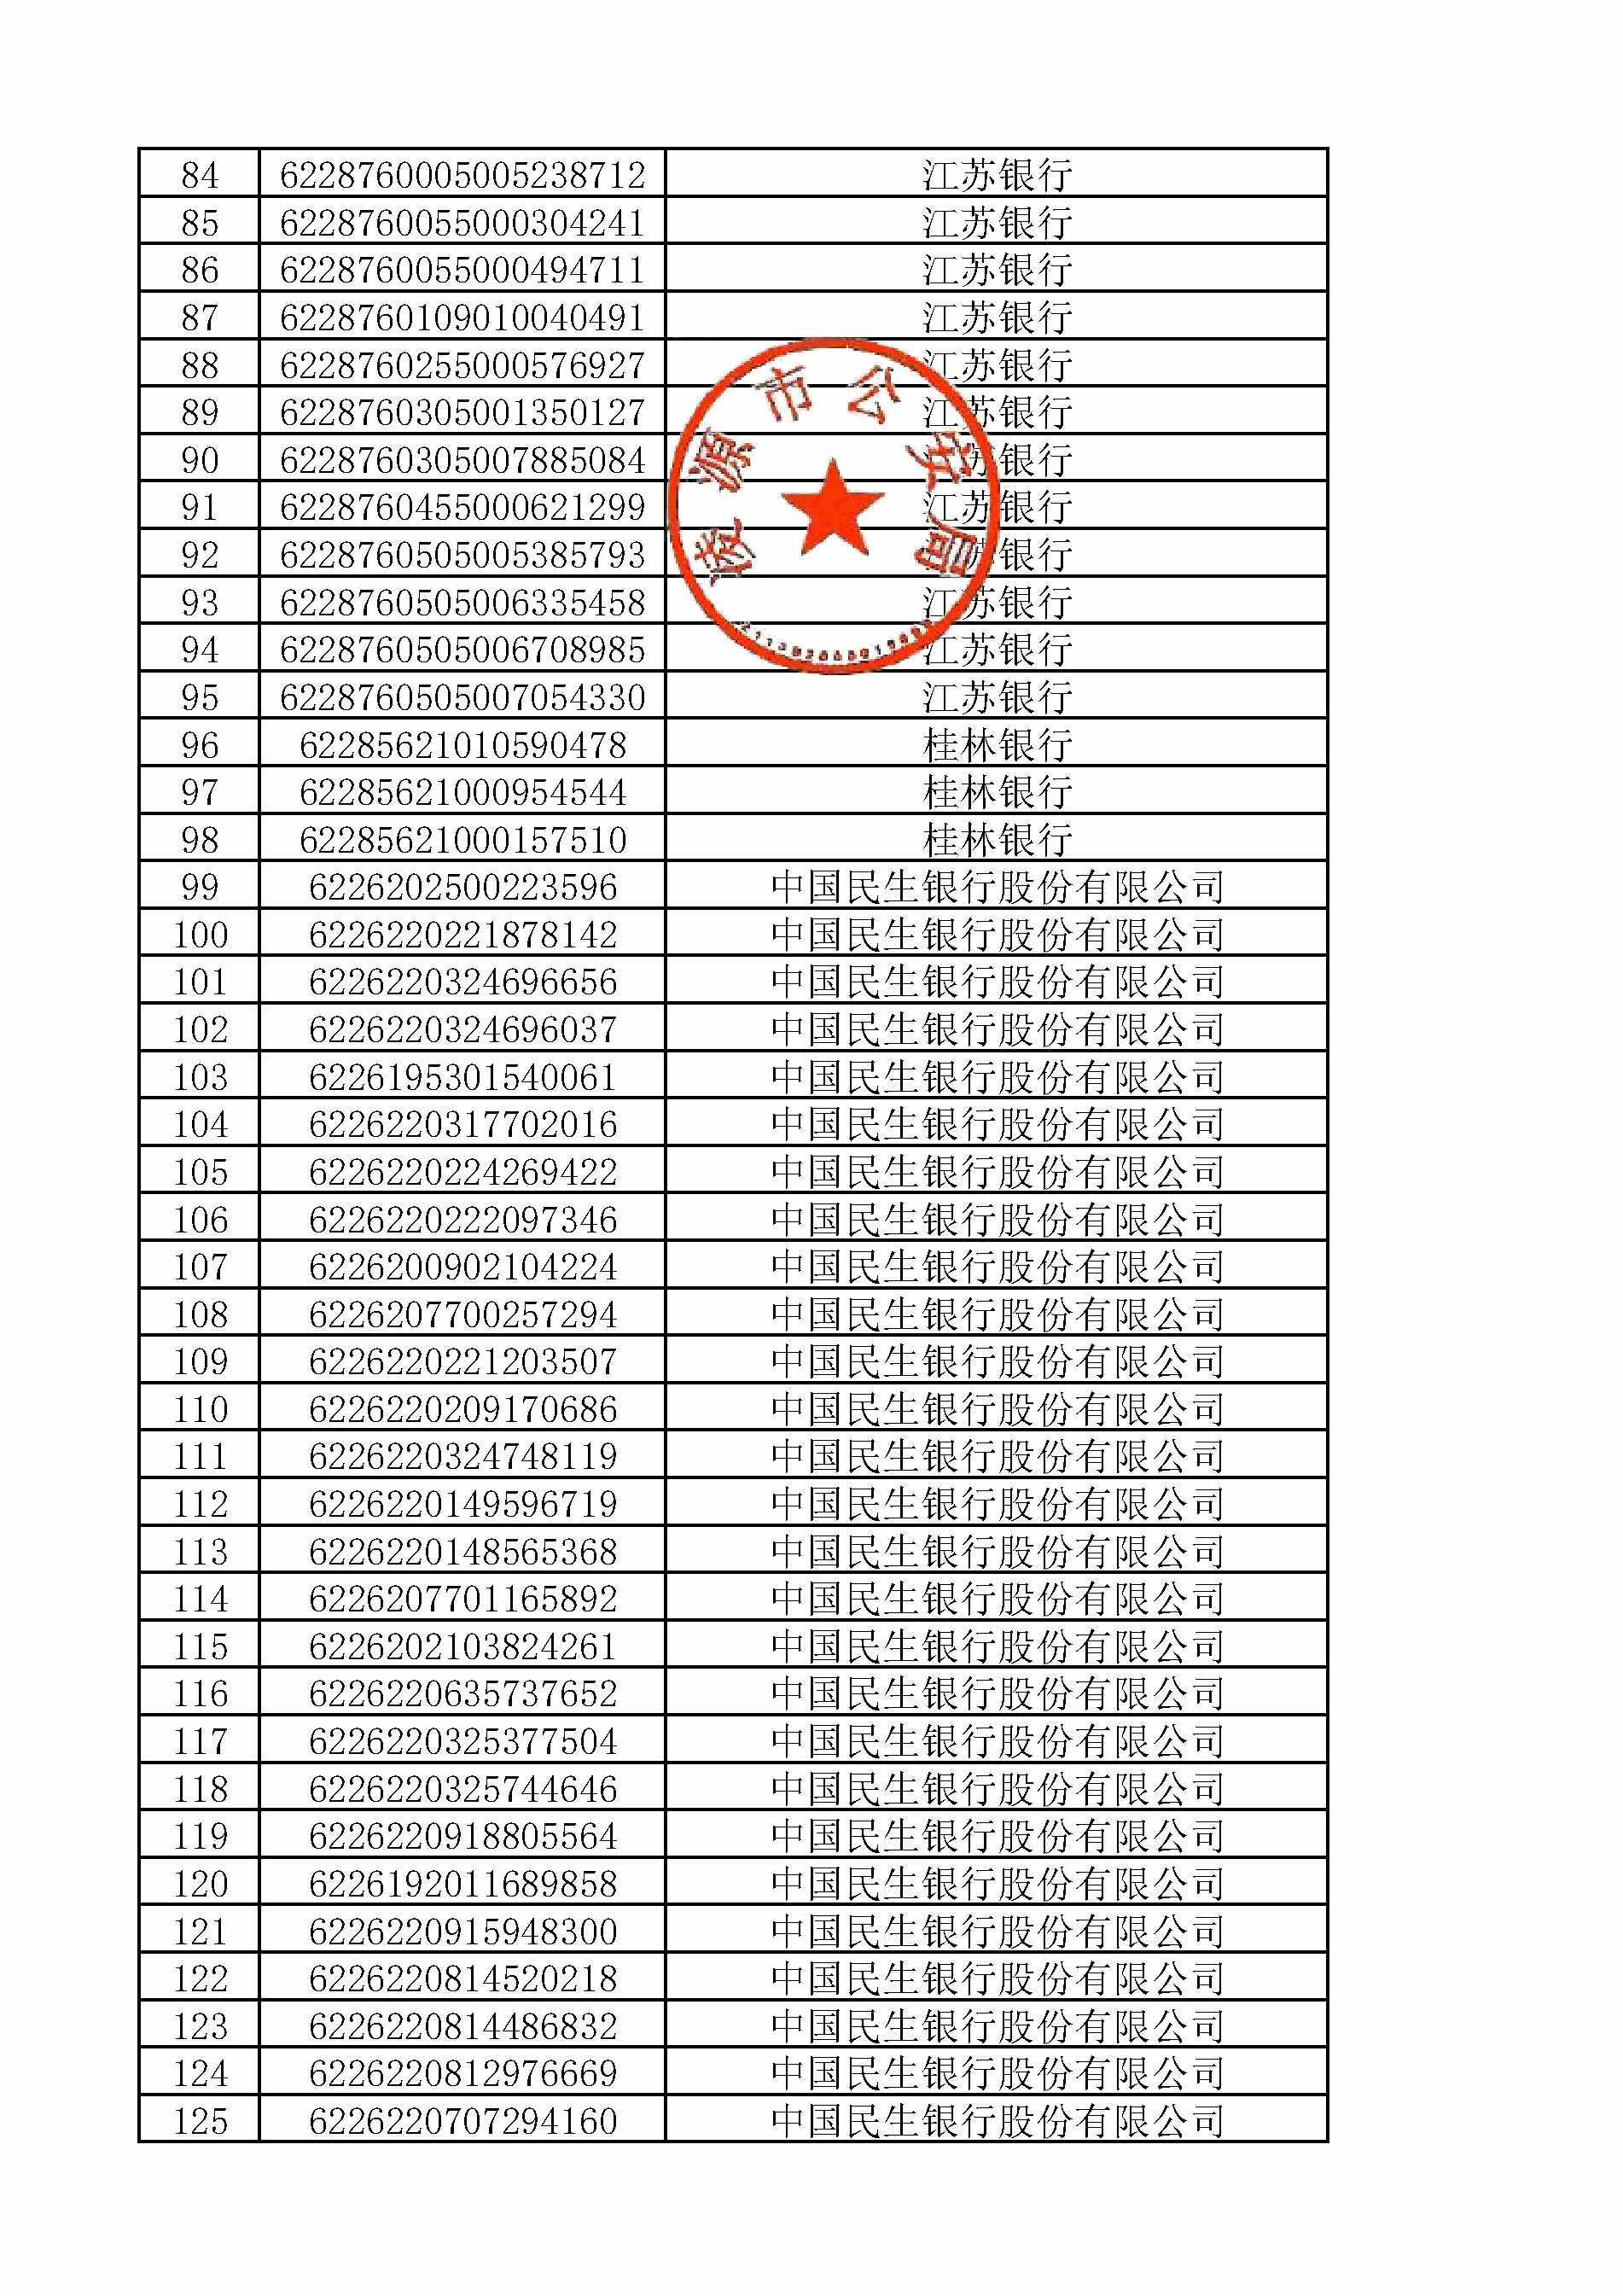 84 6228760005005238712 江苏银行
85 6228760055000304241 江苏银行
86 6228760055000494711 江苏银行
87 6228760109010040491 江苏银行
88 6228760255000576927 江苏银行
89 6228760305001350127 江苏银行
90 6228760305007885084 江苏银行
91 6228760455000621299 江苏银行
92 6228760505005385793 江苏银行
93 6228760505006335458 江苏银行
94 6228760505006708985 江苏银行
95 6228760505007054330 江苏银行
凌源市公安局
96 62285621010590478 桂林银行
97 62285621000954544 桂林银行
98 62285621000157510 桂林银行
99 6226202500223596 中国民生银行股份有限公司
100 6226220221878142 中国民生银行股份有限公司
101 6226220324696656 中国民生银行股份有限公司
102 6226220324696037 中国民生银行股份有限公司
103 6226195301540061 中国民生银行股份有限公司
104 6226220317702016 中国民生银行股份有限公司
105 6226220224269422 中国民生银行股份有限公司
106 6226220222097346 中国民生银行股份有限公司
107 6226200902104224 中国民生银行股份有限公司
108 6226207700257294 中国民生银行股份有限公司
109 6226220221203507 中国民生银行股份有限公司
110 6226220209170686 中国民生银行股份有限公司
111 6226220324748119 中国民生银行股份有限公司
112 6226220149596719 中国民生银行股份有限公司
113 6226220148565368 中国民生银行股份有限公司
114 6226207701165892 中国民生银行股份有限公司
115 6226202103824261 中国民生银行股份有限公司
116 6226220635737652 中国民生银行股份有限公司
117 6226220325377504 中国民生银行股份有限公司
118 6226220325744646 中国民生银行股份有限公司
119 6226220918805564 中国民生银行股份有限公司
120 6226192011689858 中国民生银行股份有限公司
121 6226220915948300 中国民生银行股份有限公司
122 6226220814520218 中国民生银行股份有限公司
123 6226220814486832 中国民生银行股份有限公司
124 6226220812976669 中国民生银行股份有限公司
125 6226220707294160 中国民生银行股份有限公司